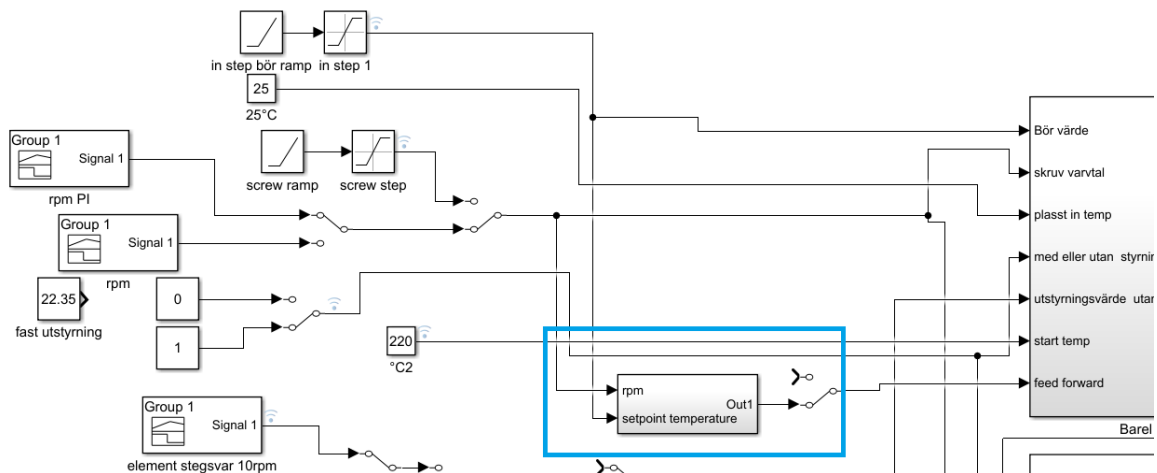 in step bör ramp
in step 1
25
25°C
Group 1
Signal 1
rpm PI
screw ramp
screw step
Group 1
Signal 1
rpm
22.35
fast utstyrning
0
1
220
°C2
rpm
setpoint temperature
Out1
Group 1
Signal 1
element stegsvar 10rpm
Bör värde
skruv varvtal
plasst in temp
med eller utan styrnin
utstyrningsvärde utan
start temp
feed forward
Barel